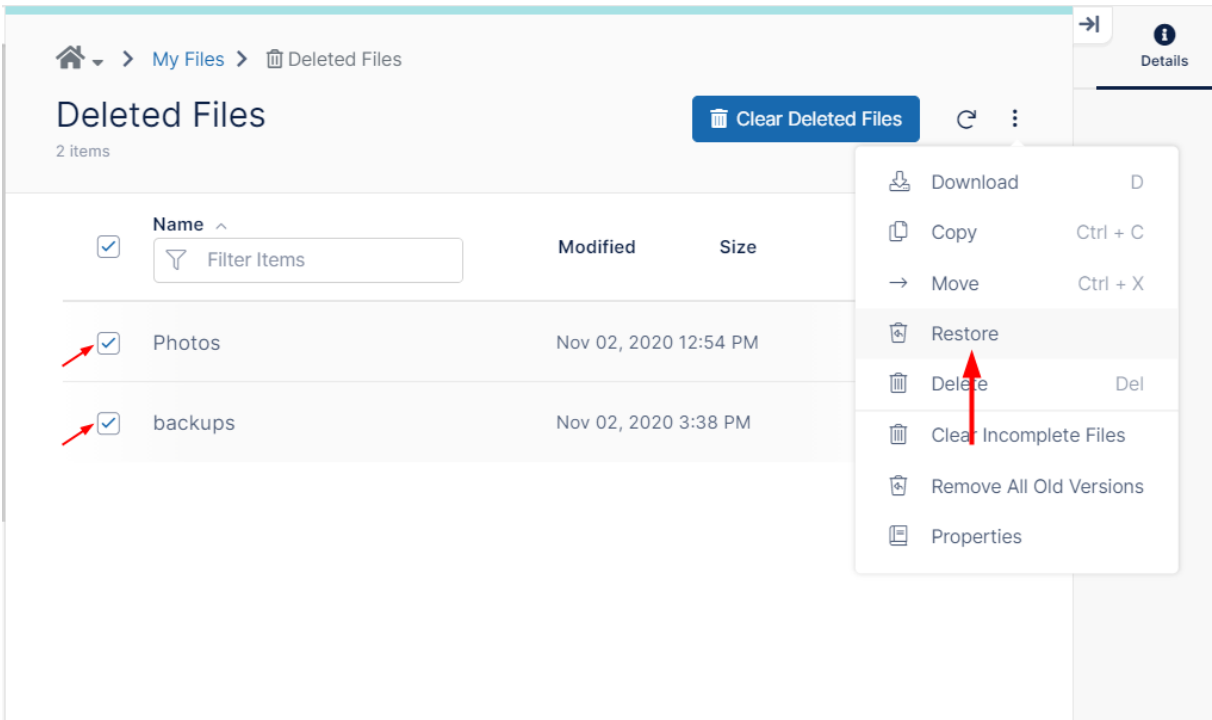 My Files Deleted Files
Details
Deleted Files
Clear Deleted Files
2 items
Name
Filter Items
Modified
Size
Photos
Nov 02, 2020 12:54 PM
backups
Nov 02, 2020 3:38 PM
Download D
Copy Ctrl + C
Move Ctrl + X
Restore
Delete Del
Clear Incomplete Files
Remove All Old Versions
Properties